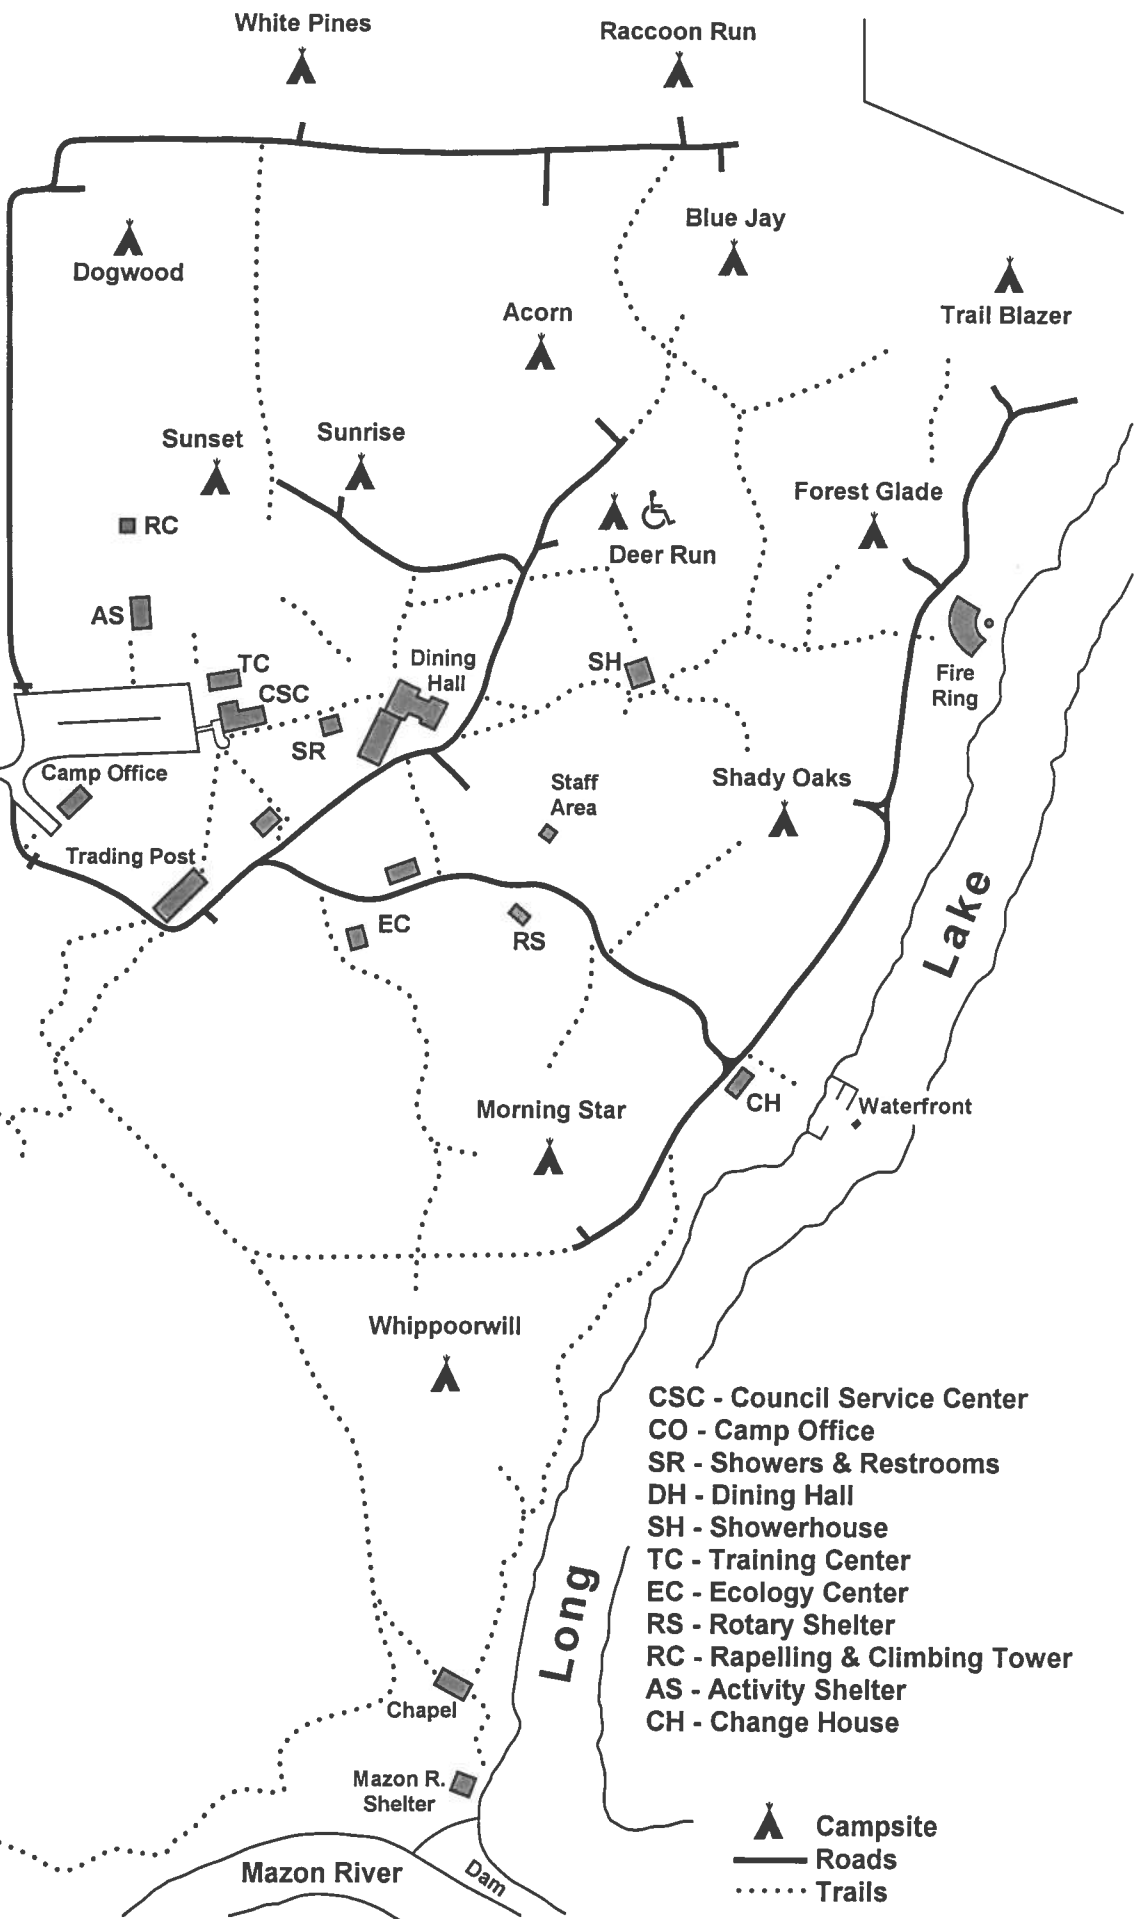 White Pines
Raccoon Run
Blue Jay
Dogwood
Trail Blazer
Acorn
Sunset
Sunrise
Forest Glade
RC
Deer Run
AS
TC
Dining
Hall
SH
Fire
Ring
CSC
SR
Camp Office
Staff
Area
Shady Oaks
Trading Post
EC
RS
Lake
Morning Star
CH
Waterfront
Whippoorwill
CSC - Council Service Center
CO - Camp Office
SR - Showers & Restrooms
DH - Dining Hall
SH - Showerhouse
TC - Training Center
EC - Ecology Center
RS - Rotary Shelter
RC - Rapelling & Climbing Tower
AS - Activity Shelter
CH - Change House
Long
Chapel
Mazon R.
Shelter
Mazon River
Dam
Campsite
Roads
Trails